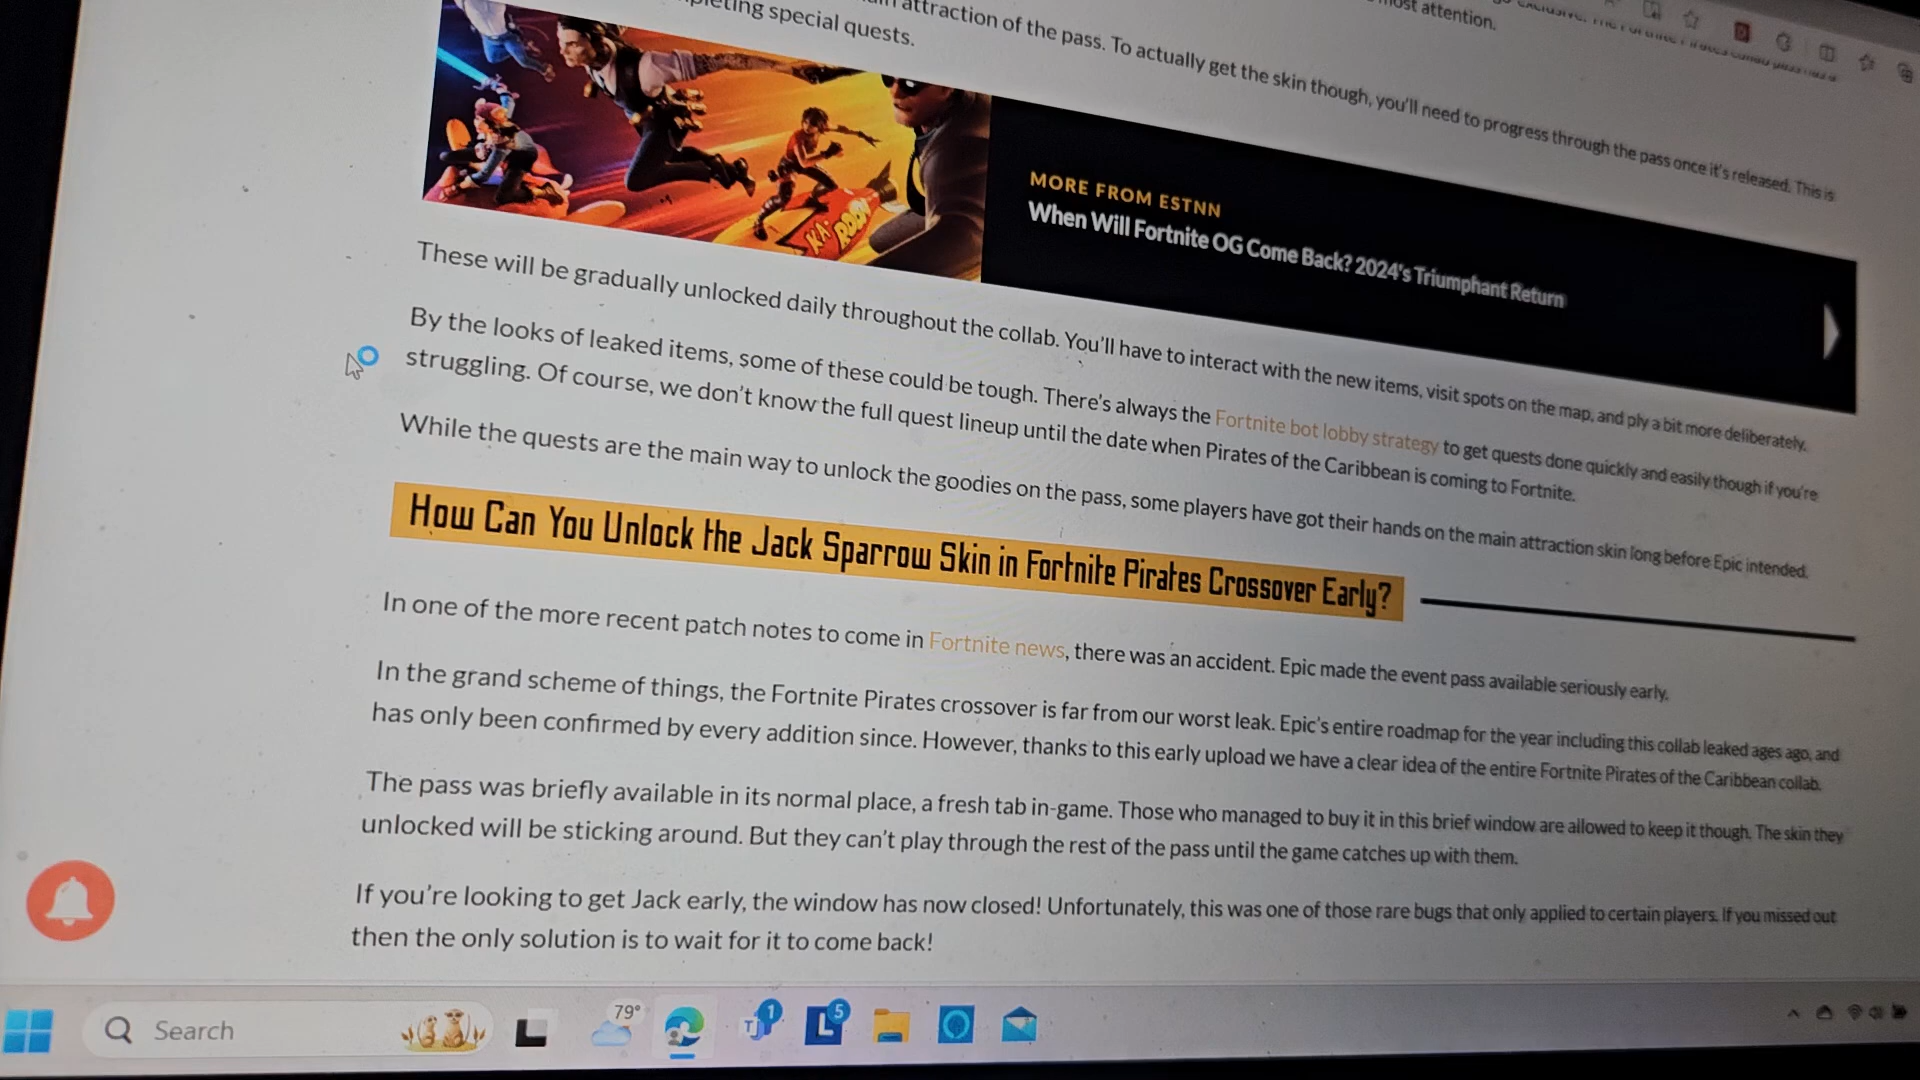 attraction of the pass. To actually get the skin though, you'll need to progress through the pass once it's released. This is
special quests.
most attention.
KA
ROOM
MORE FROM ESTNN
When Will Fortnite OG Come Back? 2024's Triumphant Return
These will be gradually unlocked daily throughout the collab. You'll have to interact with the new items, visit spots on the map, and ply a bit more deliberately.
By the looks of leaked items, some of these could be tough. There's always the Fortnite bot lobby strategy to get quests done quickly and easily though if you're
struggling. Of course, we don't know the full quest lineup until the date when Pirates of the Caribbean is coming to Fortnite.
While the quests are the main way to unlock the goodies on the pass, some players have got their hands on the main attraction skin long before Epic intended.
How Can You Unlock the Jack Sparrow Skin in Fortnite Pirates Crossover Early?
In one of the more recent patch notes to come in Fortnite news, there was an accident. Epic made the event pass available seriously early.
In the grand scheme of things, the Fortnite Pirates crossover is far from our worst leak. Epic's entire roadmap for the year including this collab leaked ages ago, and
has only been confirmed by every addition since. However, thanks to this early upload we have a clear idea of the entire Fortnite Pirates of the Caribbean collab.
The pass was briefly available in its normal place, a fresh tab in-game. Those who managed to buy it in this brief window are allowed to keep it though. The skin they
unlocked will be sticking around. But they can't play through the rest of the pass until the game catches up with them.
If you're looking to get Jack early, the window has now closed! Unfortunately, this was one of those rare bugs that only applied to certain players. If you missed out
then the only solution is to wait for it to come back!
Search
79°
1
L 5